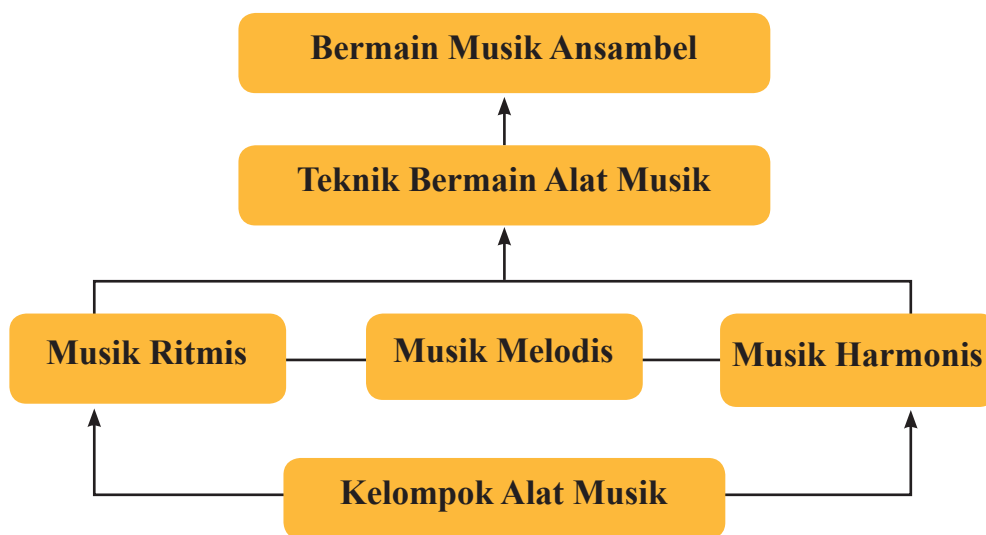 Bermain Musik Ansambel
Teknik Bermain Alat Musik
Musik Ritmis
Musik Melodis
Musik Harmonis
Kelompok Alat Musik